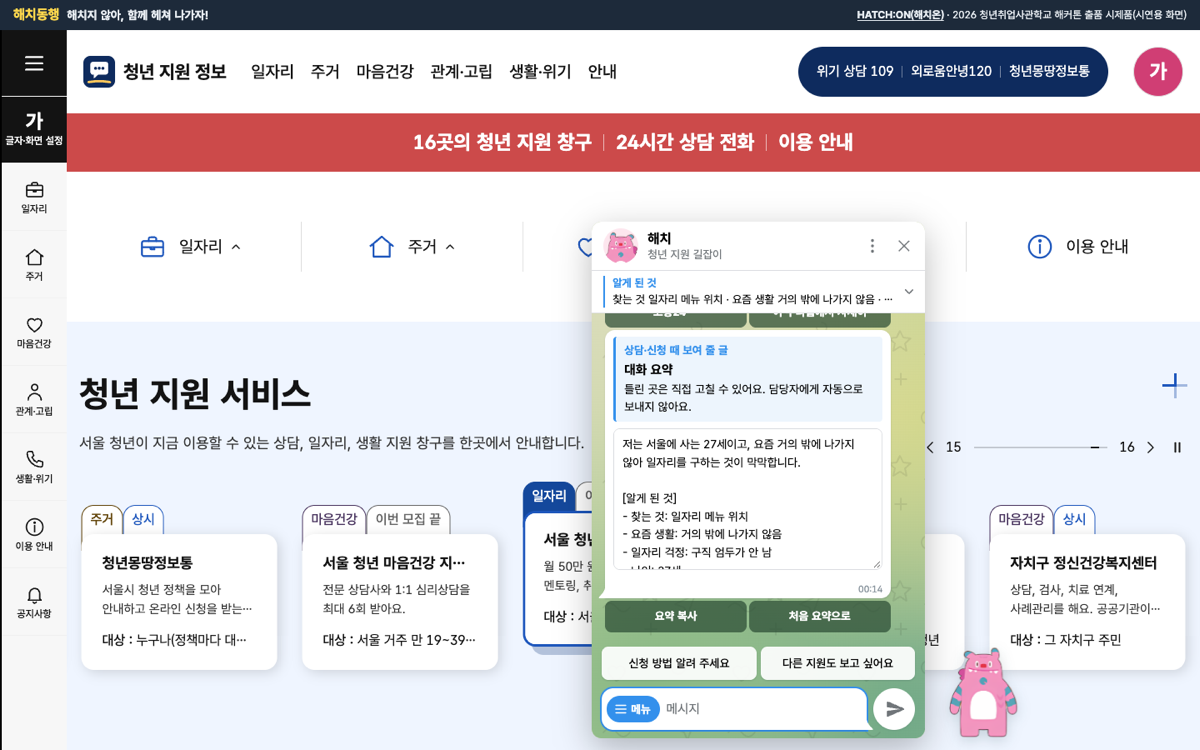 해치동행 해치지 않아, 함께 헤쳐 나가자!
HATCH:ON(해치온) · 2026 청년취업사관학교 해커톤 출품 시제품(시연용 화면)
청년 지원 정보 일자리 주거 마음건강 관계·고립 생활·위기 안내
위기 상담 109 외로움안녕120 청년몽땅정보통
가
가
글자·화면 설정
16곳의 청년 지원 창구 24시간 상담 전화 이용 안내
일자리
주거
마음건강
관계·고립
생활·위기
이용 안내
공지사항
일자리
주거
이용 안내
청년 지원 서비스
서울 청년이 지금 이용할 수 있는 상담, 일자리, 생활 지원 창구를 한곳에서 안내합니다.
15 16
주거 상시
청년몽땅정보통
서울시 청년 정책을 모아
안내하고 온라인 신청을 받는…
대상 : 누구나(정책마다 대…
마음건강 이번 모집 끝
서울 청년 마음건강 지…
전문 상담사와 1:1 심리상담을
최대 6회 받아요.
대상 : 서울 거주 만 19~39…
일자리
서울 청
월 50만 원
멘토링,
대상 : 서
마음건강 상시
자치구 정신건강복지센터
상담, 검사, 치료 연계,
사례관리를 해요. 공공기관이…
대상 : 그 자치구 주민
해치
청년 지원 길잡이
알게 된 것
찾는 것 일자리 메뉴 위치 · 요즘 생활 거의 밖에 나가지 않음 · …
상담·신청 때 보여 줄 글
대화 요약
틀린 곳은 직접 고칠 수 있어요. 담당자에게 자동으로
보내지 않아요.
저는 서울에 사는 27세이고, 요즘 거의 밖에 나가지
않아 일자리를 구하는 것이 막막합니다.
[알게 된 것]
- 찾는 것: 일자리 메뉴 위치
- 요즘 생활: 거의 밖에 나가지 않음
- 일자리 걱정: 구직 엄두가 안 남
00:14
요약 복사 처음 요약으로
신청 방법 알려 주세요 다른 지원도 보고 싶어요
메뉴 메시지